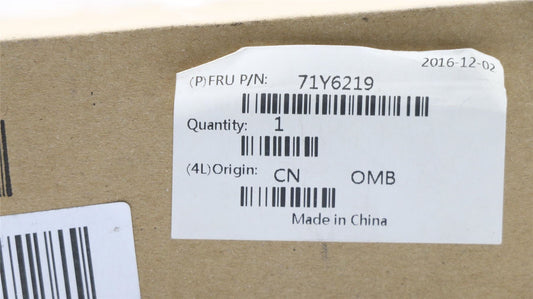 2016-12-02
(P)FRU P/N: 71Y6219
Quantity: 1
(4L)Origin: CN OMB
Made in China